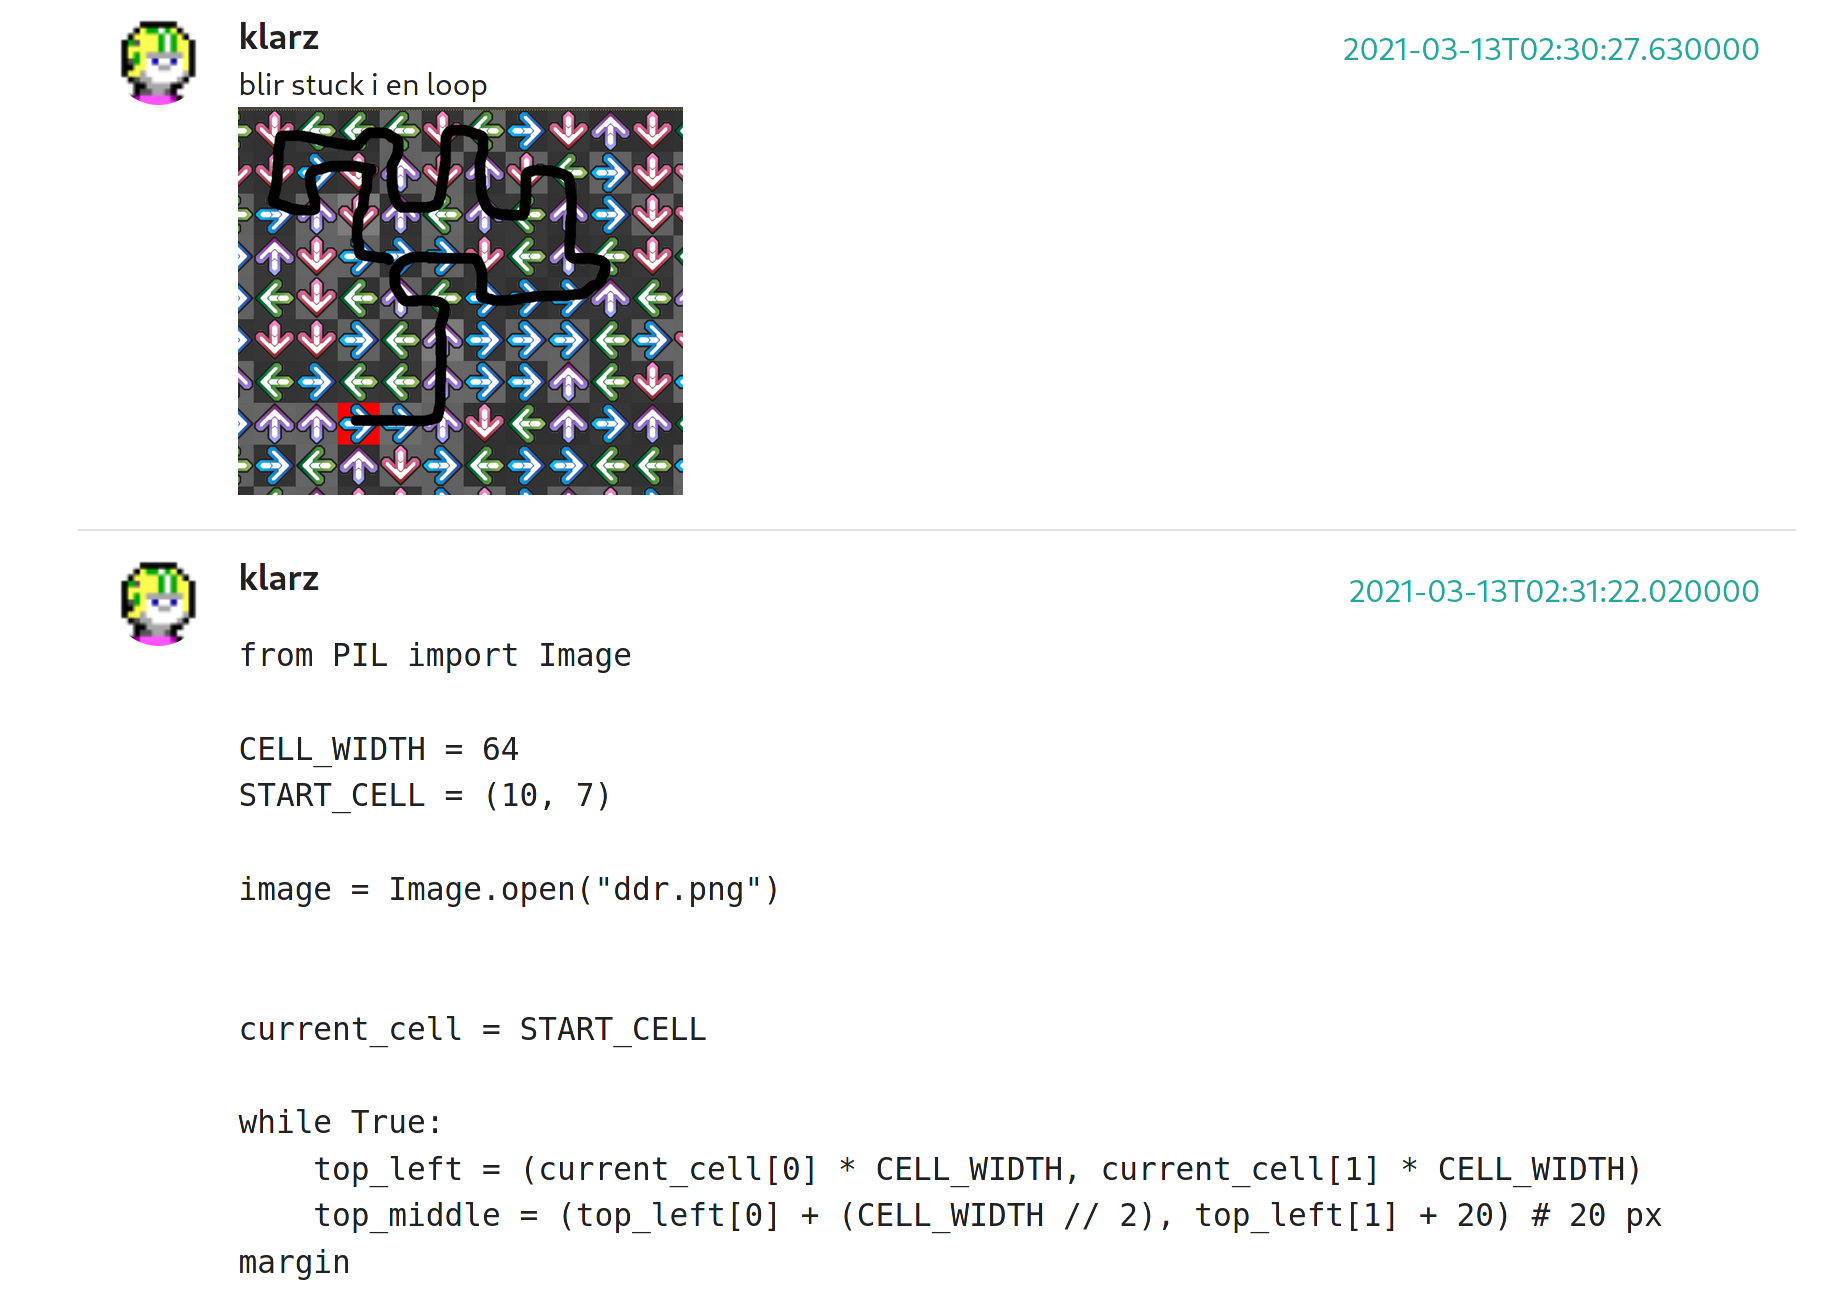 klarz
2021-03-13T02:30:27.630000
blir stuck i en loop
klarz
2021-03-13T02:31:22.020000
from PIL import Image
CELL_WIDTH = 64
START_CELL = (10, 7)
image = Image.open("ddr.png")
current_cell = START_CELL
while True:
    top_left = (current_cell[0] * CELL_WIDTH, current_cell[1] * CELL_WIDTH)
    top_middle = (top_left[0] + (CELL_WIDTH // 2), top_left[1] + 20) # 20 px
margin